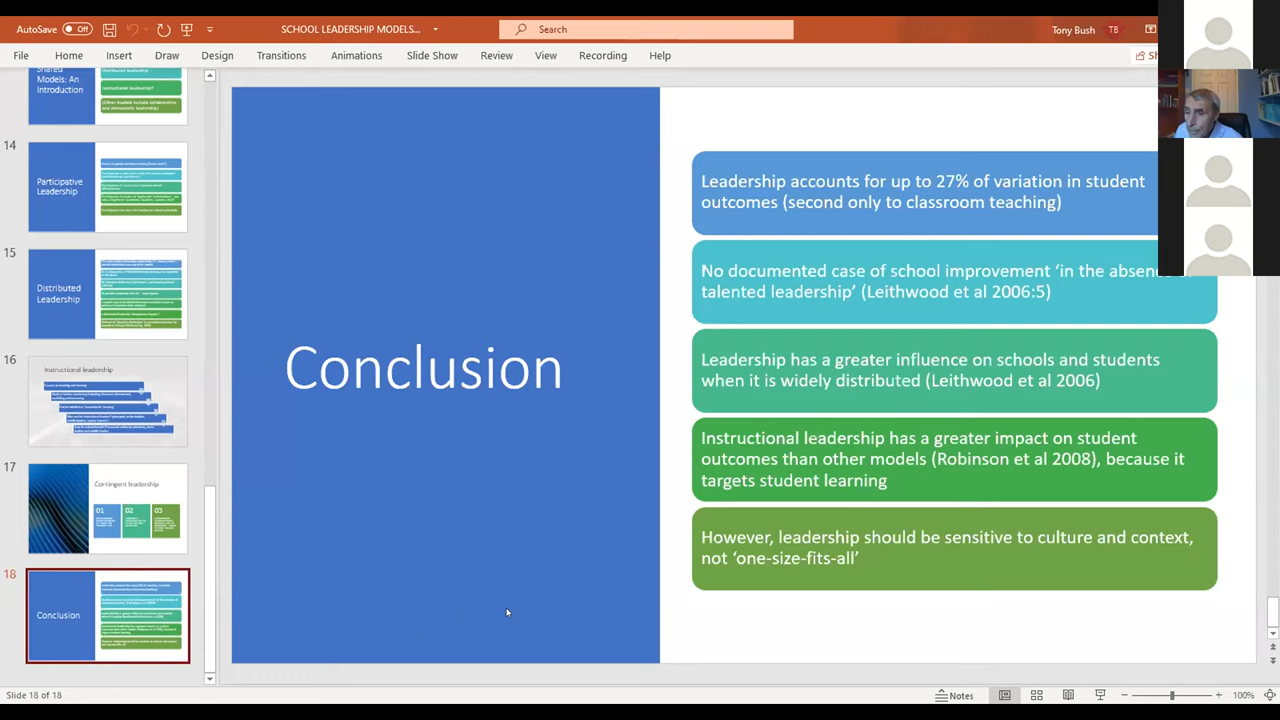 AutoSave Off
SCHOOL LEADERSHIP MODELS...
Search
Tony Bush
TB
File Home Insert Draw Design Transitions Animations Slide Show Review View Recording Help
Sh
Shared
Models: An
Introduction
14
Participative
Leadership
15
Distributed
Leadership
16
Instructional leadership
17
Contingent leadership
01 02 03
18
Conclusion
Conclusion
Leadership accounts for up to 27% of variation in student
outcomes (second only to classroom teaching)
No documented case of school improvement ‘in the absenc
talented leadership’ (Leithwood et al 2006:5)
Leadership has a greater influence on schools and students
when it is widely distributed (Leithwood et al 2006)
Instructional leadership has a greater impact on student
outcomes than other models (Robinson et al 2008), because it
targets student learning
However, leadership should be sensitive to culture and context,
not ‘one-size-fits-all’
Slide 18 of 18
Notes
100%